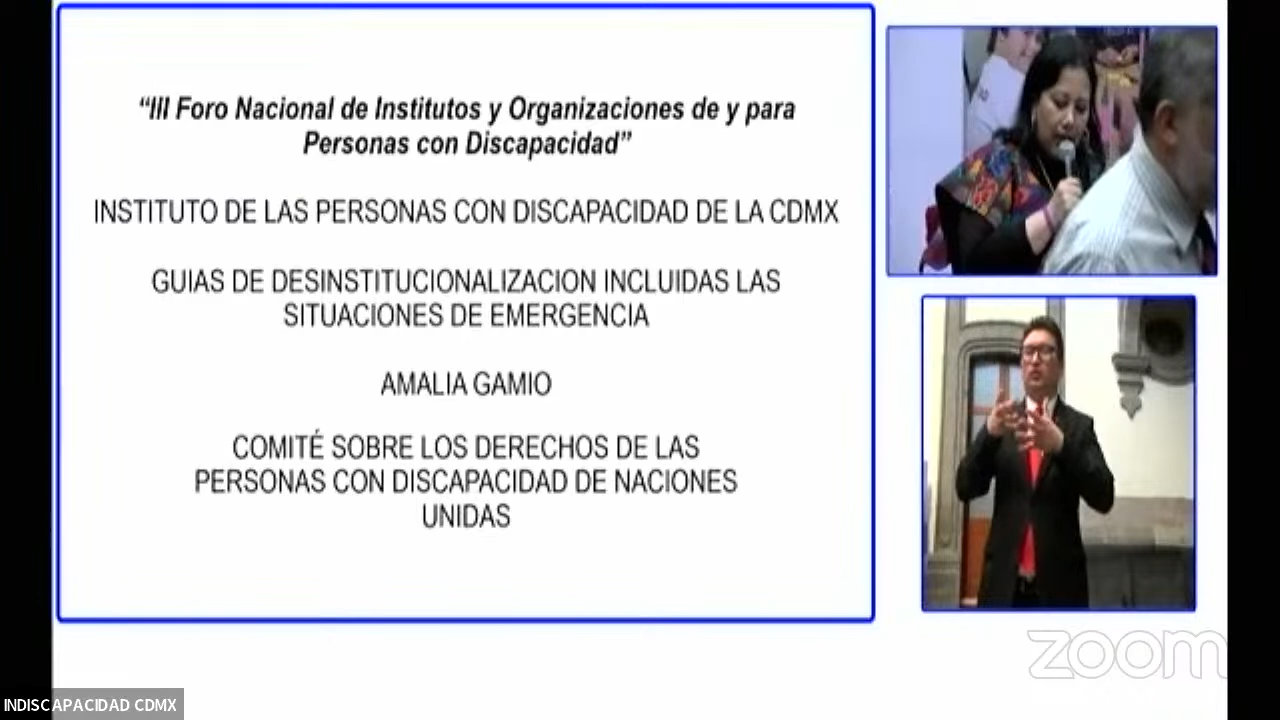 “III Foro Nacional de Institutos y Organizaciones de y para
Personas con Discapacidad”
INSTITUTO DE LAS PERSONAS CON DISCAPACIDAD DE LA CDMX
GUIAS DE DESINSTITUCIONALIZACION INCLUIDAS LAS
SITUACIONES DE EMERGENCIA
AMALIA GAMIO
COMITÉ SOBRE LOS DERECHOS DE LAS
PERSONAS CON DISCAPACIDAD DE NACIONES
UNIDAS
zoom
INDISCAPACIDAD CDMX